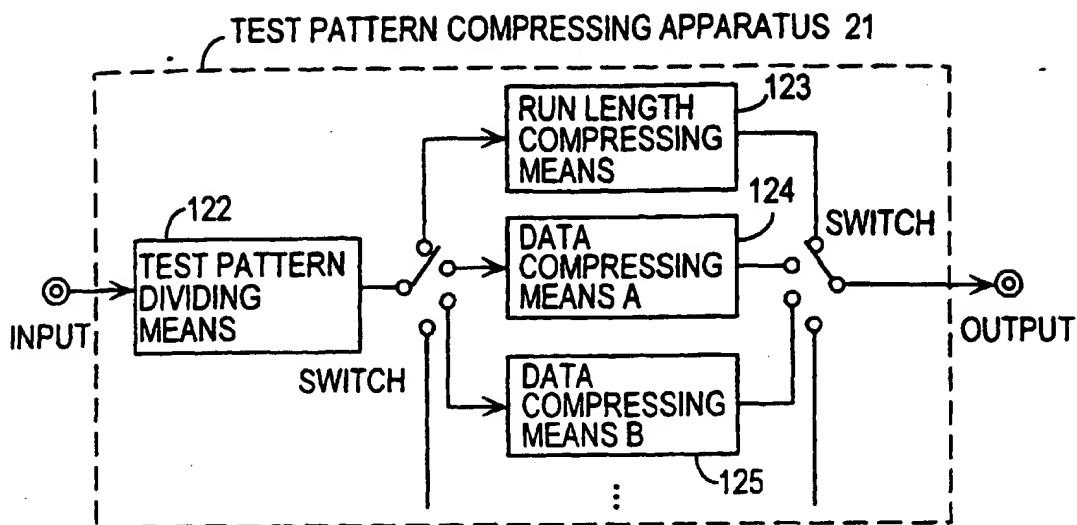 TEST PATTERN COMPRESSING APPARATUS 21
123
RUN LENGTH
COMPRESSING
MEANS
122
TEST PATTERN
DIVIDING
MEANS
124
DATA
COMPRESSING
MEANS A
SWITCH
INPUT
OUTPUT
SWITCH
DATA
COMPRESSING
MEANS B
125